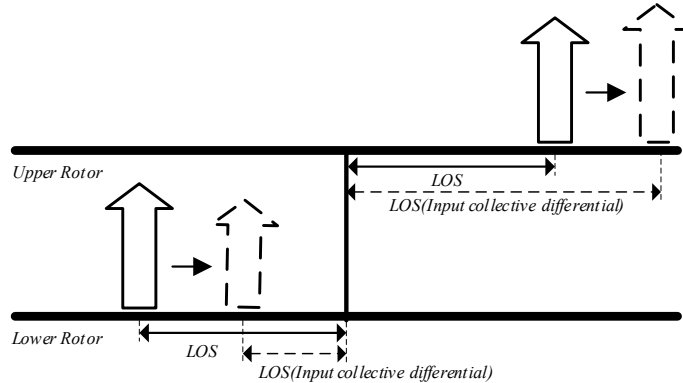 Upper Rotor
LOS
LOS(Input collective differential)
Lower Rotor
LOS
LOS(Input collective differential)